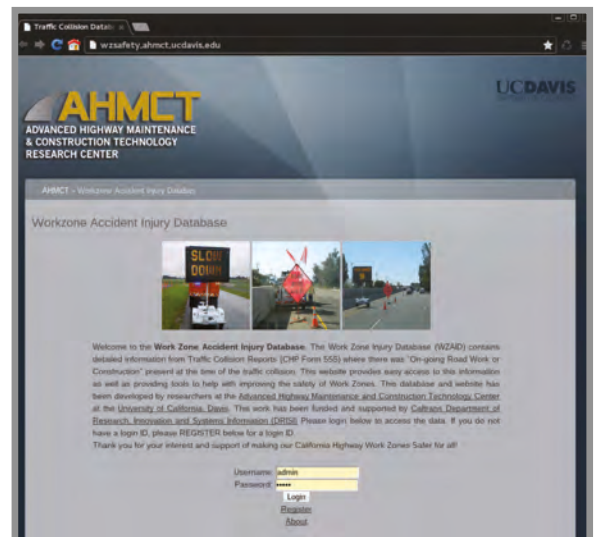 Traffic Collision Datab
wzsafety.ahmct.ucdavis.edu
UCDAVIS
AHMCT
ADVANCED HIGHWAY MAINTENANCE
& CONSTRUCTION TECHNOLOGY
RESEARCH CENTER
AHMCT » Workzone Accident Injury Databas
Workzone Accident Injury Database
SLOW
DOWN
Welcome to the Work Zone Accident Injury Database. The Work Zone Injury Database (WZAID) contains
detailed information from Traffic Collision Reports (CHP Form 555) where there was "On-going Road Work or
Construction" present at the time of the traffic collision. This website provides easy access to this information
as well as providing tools to help with improving the safety of Work Zones. This database and website has
been developed by researchers at the Advanced Highway Maintenance and Construction Technology Center
at the University of California, Davis. This work has been funded and supported by Caltrans Department of
Research, Innovation and Systems Information (DRISI) Please login below to access the data. If you do not
have a login ID, please REGISTER below for a login ID.
Thank you for your interest and support of making our California Highway Work Zones Safer for all!
Username: admin
Password: •••••
Login
Register
About